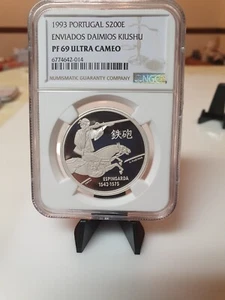 1993 PORTUGAL S200E
ENVIADOS DAIMIOS KIUSHU
PF 69 ULTRA CAMEO
6774642-014
NUMISMATIC GUARANTY COMPANY
NGC
鉄砲
ESPINGARDA
1543-1575